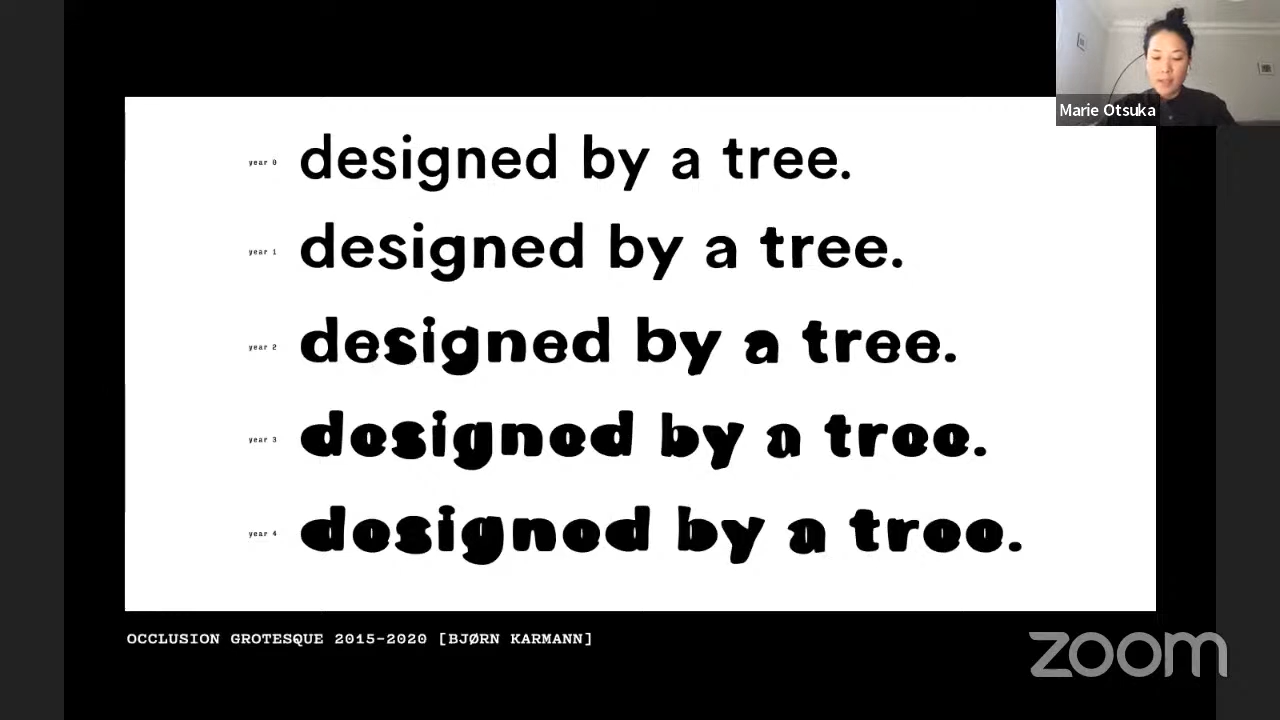 Marie Otsuka
year 0 designed by a tree.
year 1 designed by a tree.
year 2 designed by a tree.
year 3 designed by a tree.
year 4 designed by a tree.
OCCLUSION GROTESQUE 2015-2020 [BJØRN KARMANN]
zoom